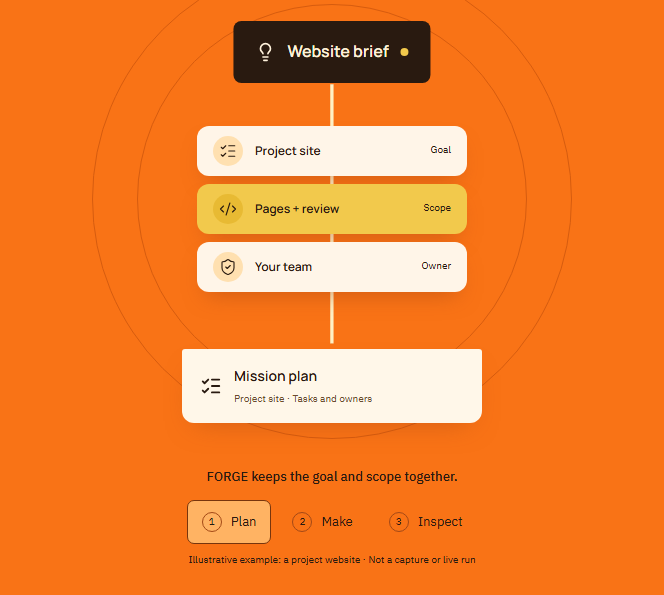 Website brief
Project site Goal
Pages + review Scope
Your team Owner
Mission plan
Project site · Tasks and owners
FORGE keeps the goal and scope together.
1 Plan 2 Make 3 Inspect
Illustrative example: a project website · Not a capture or live run